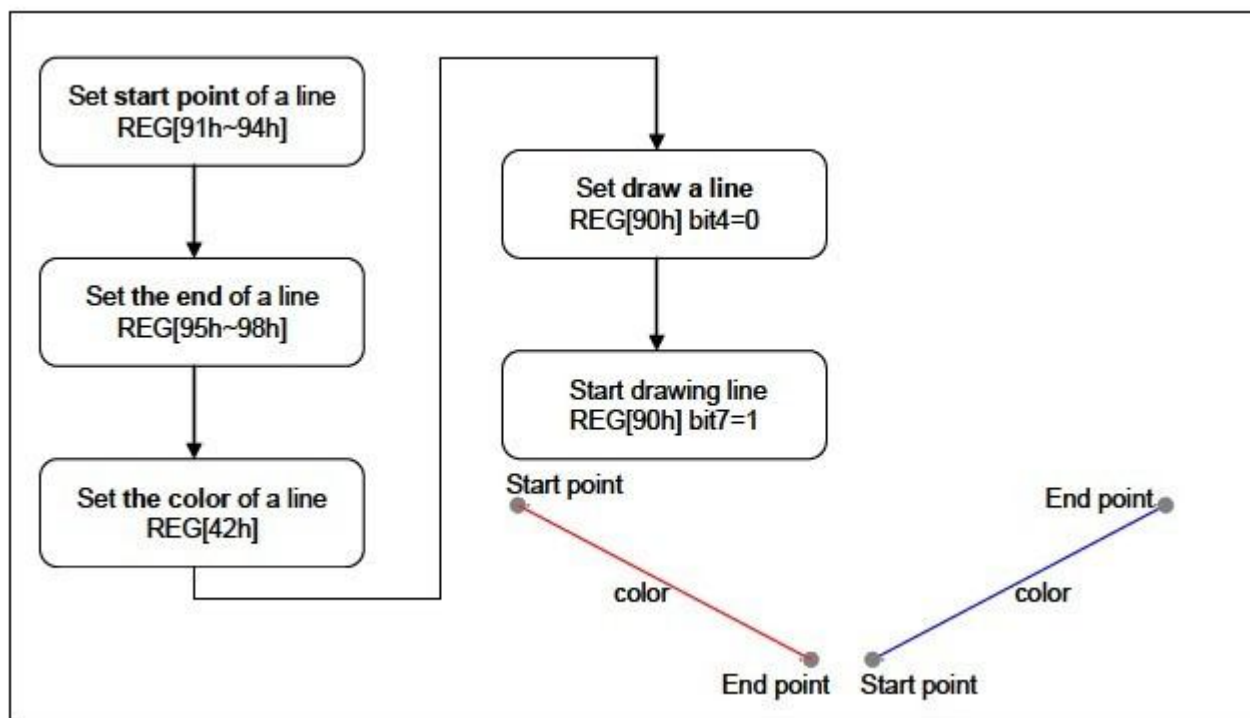 Set start point of a line
REG[91h~94h]
Set the end of a line
REG[95h~98h]
Set the color of a line
REG[42h]
Set draw a line
REG[90h] bit4=0
Start drawing line
REG[90h] bit7=1
Start point
color
End point
End point
color
Start point